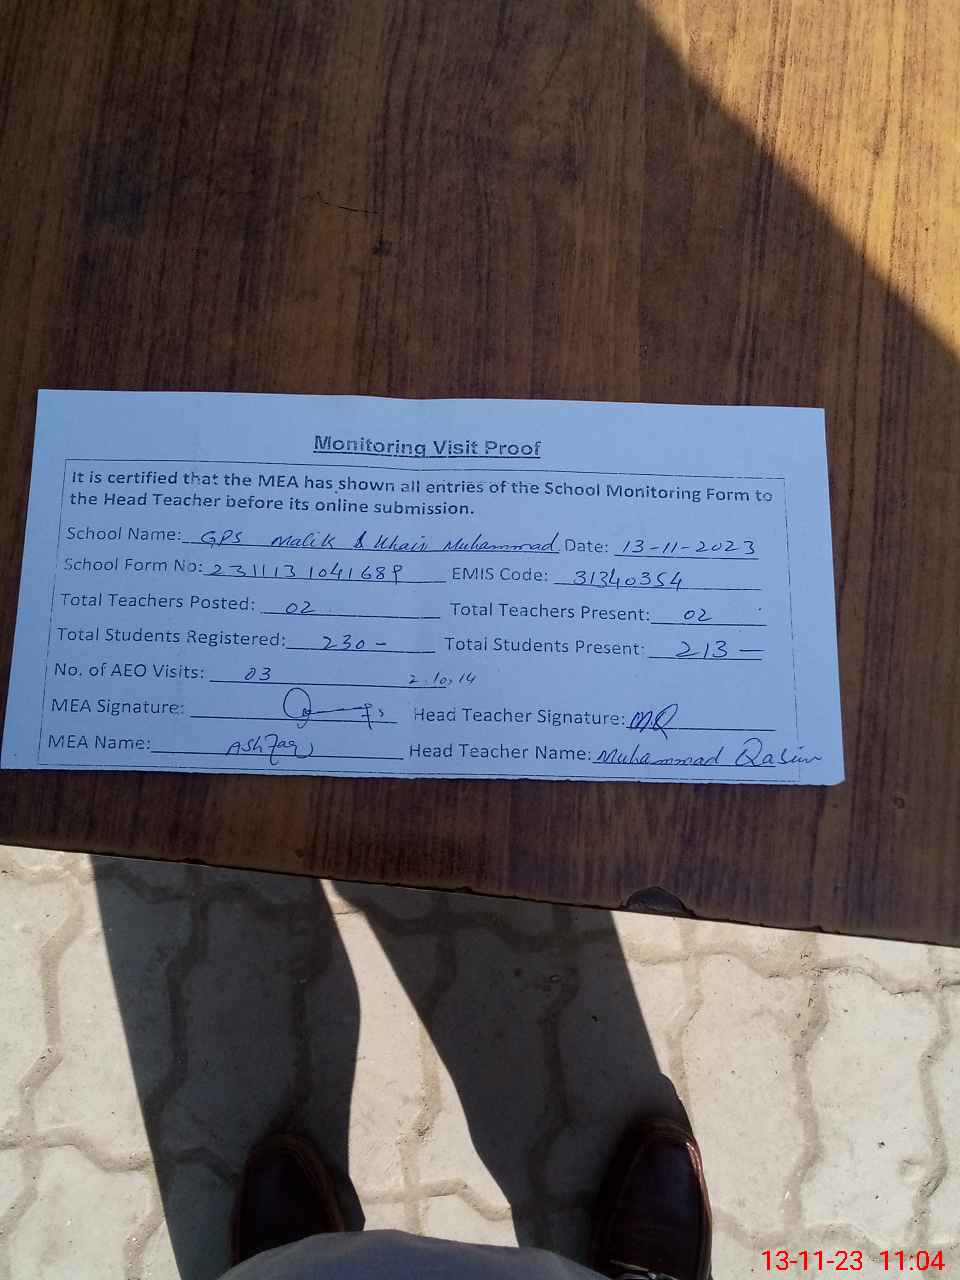 Monitoring Visit Proof
It is certified that the MEA has shown all entries of the School Monitoring Form to
the Head Teacher before its online submission.
School Name: GPS Malik & Khair Muhammad Date: 13-11-2023
School Form No: 231113 1041689 EMIS Code: 31340354
Total Teachers Posted: 02 Total Teachers Present: 02
Total Students Registered: 230 - Total Students Present: 213 -
No. of AEO Visits: 03 2, 10, 14
MEA Signature: Head Teacher Signature: MQ
MEA Name: Ashfaq Head Teacher Name: Muhammad Qasim
13-11-23 11:04